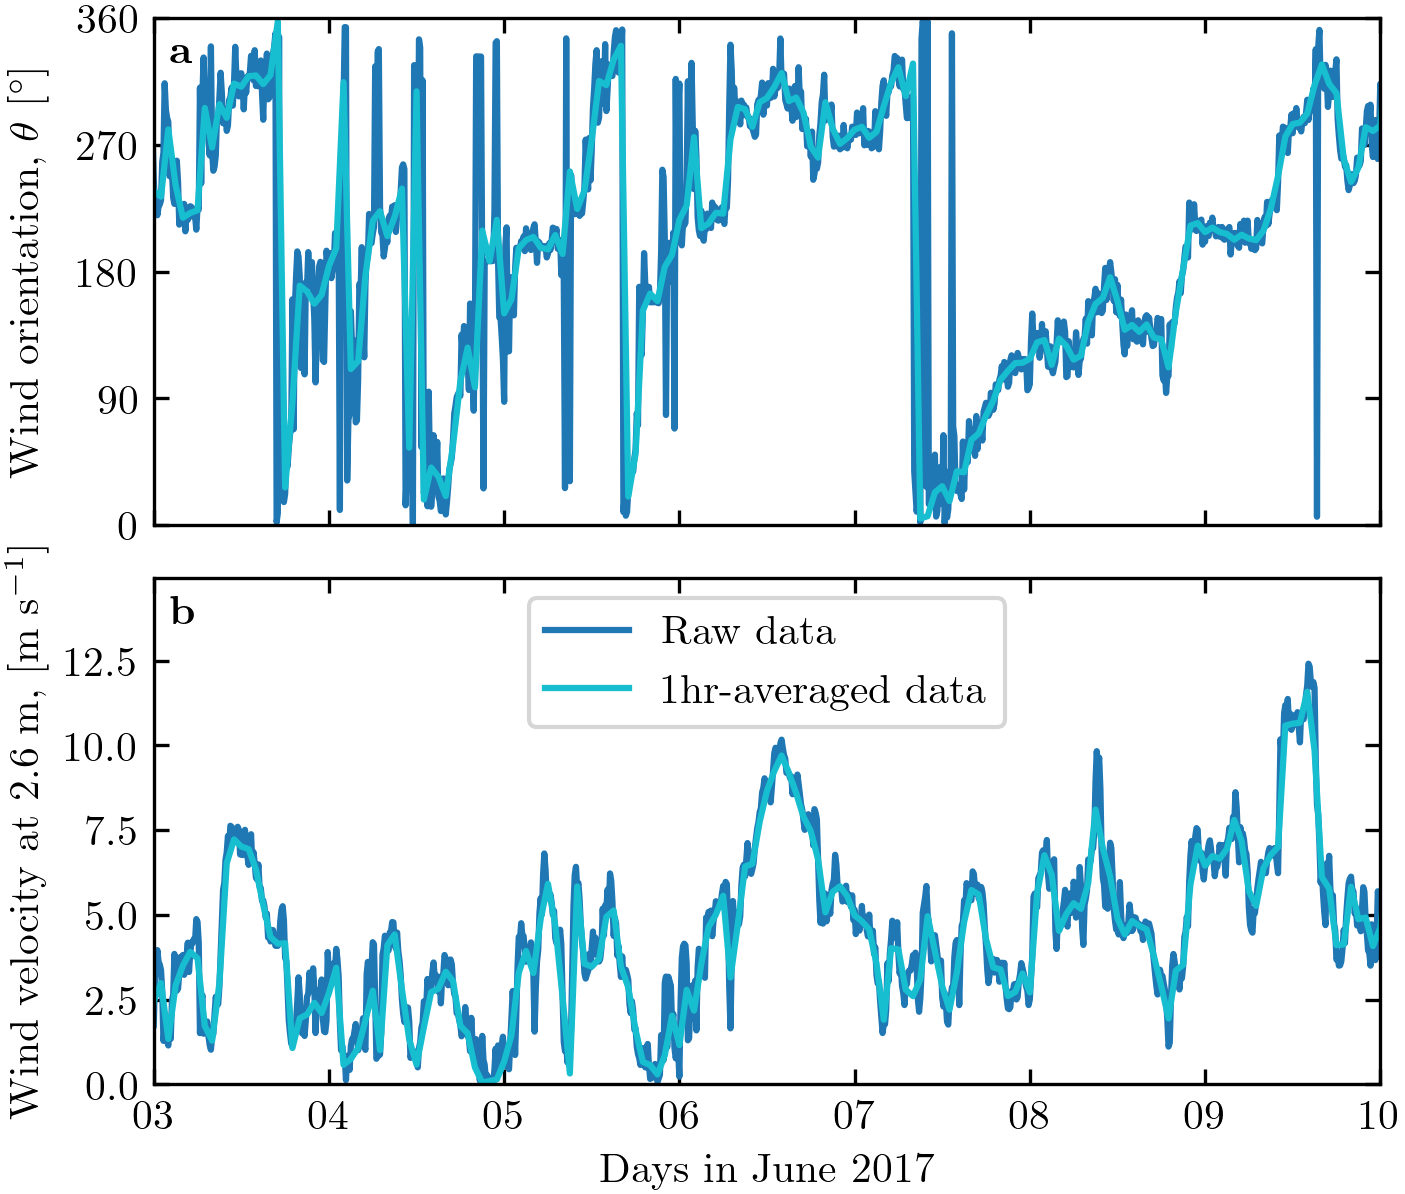 a
Wind orientation, θ [°]
360
270
180
90
0
b
Wind velocity at 2.6 m, [m s⁻¹]
12.5
10.0
7.5
5.0
2.5
0.0
Raw data
1hr-averaged data
03 04 05 06 07 08 09 10
Days in June 2017